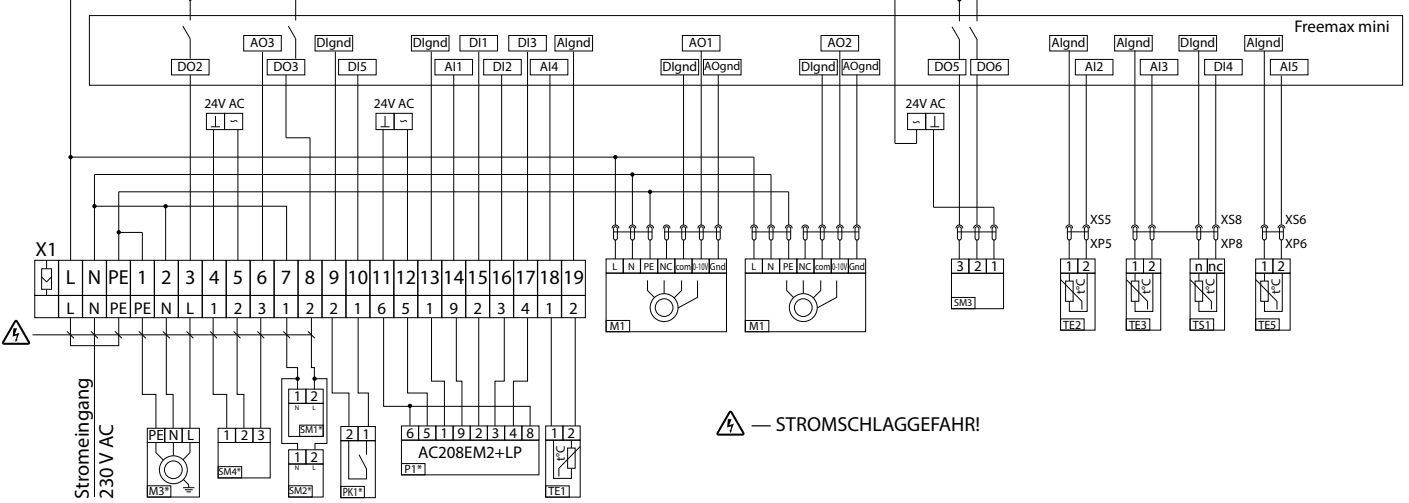 Freemax mini
AO3 DIgnd DIgnd DI1 DI3 AIgnd AO1 AO2 AIgnd AIgnd DIgnd AIgnd
DO2 DO3 DI5 AI1 DI2 AI4 DIgnd AOgnd DIgnd AOgnd DO5 DO6 AI2 AI3 DI4 AI5
24V AC 24V AC 24V AC
⊥ ~ ⊥ ~ ~ ⊥
XS5 XS8 XS6
XP5 XP8 XP6
X1
L N PE 1 2 3 4 5 6 7 8 9 10 11 12 13 14 15 16 17 18 19
L N PE PE N L 1 2 3 1 2 2 1 6 5 1 9 2 3 4 1 2
L N PE NC com 0-10V Gnd
M1
L N PE NC com 0-10V Gnd
M1
3 2 1
SM3
1 2
t°C
TE2
1 2
t°C
TE3
n nc
t°C
TS1
1 2
t°C
TE5
Stromeingang
230 V AC
PE N L
M3*
1 2 3
SM4*
1 2
N L
SM1*
1 2
N L
SM2*
2 1
PK1*
6 5 1 9 2 3 4 8
AC208EM2+LP
P1*
1 2
t°C
TE1
— STROMSCHLAGGEFAHR!